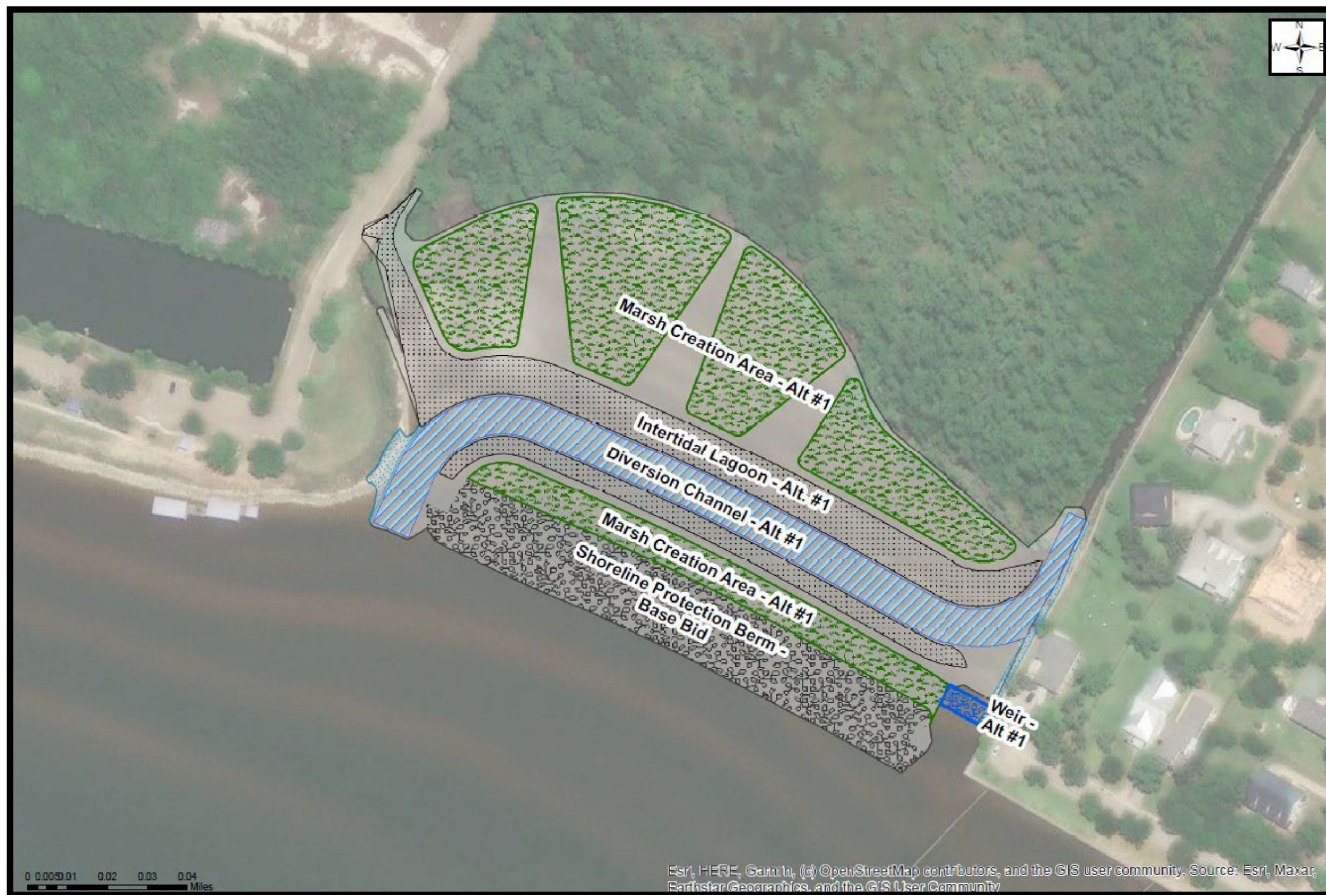 N
W E
S
Marsh Creation Area - Alt #1
Intertidal Lagoon - Alt. #1
Diversion Channel - Alt #1
Marsh Creation Area - Alt #1
Shoreline Protection Berm -
Base Bid
Weir -
Alt #1
0 0.0050.01 0.02 0.03 0.04
Miles
Esri, HERE, Garmin, (c) OpenStreetMap contributors, and the GIS user community, Source: Esri, Maxar,
Earthstar Geographics, and the GIS User Community